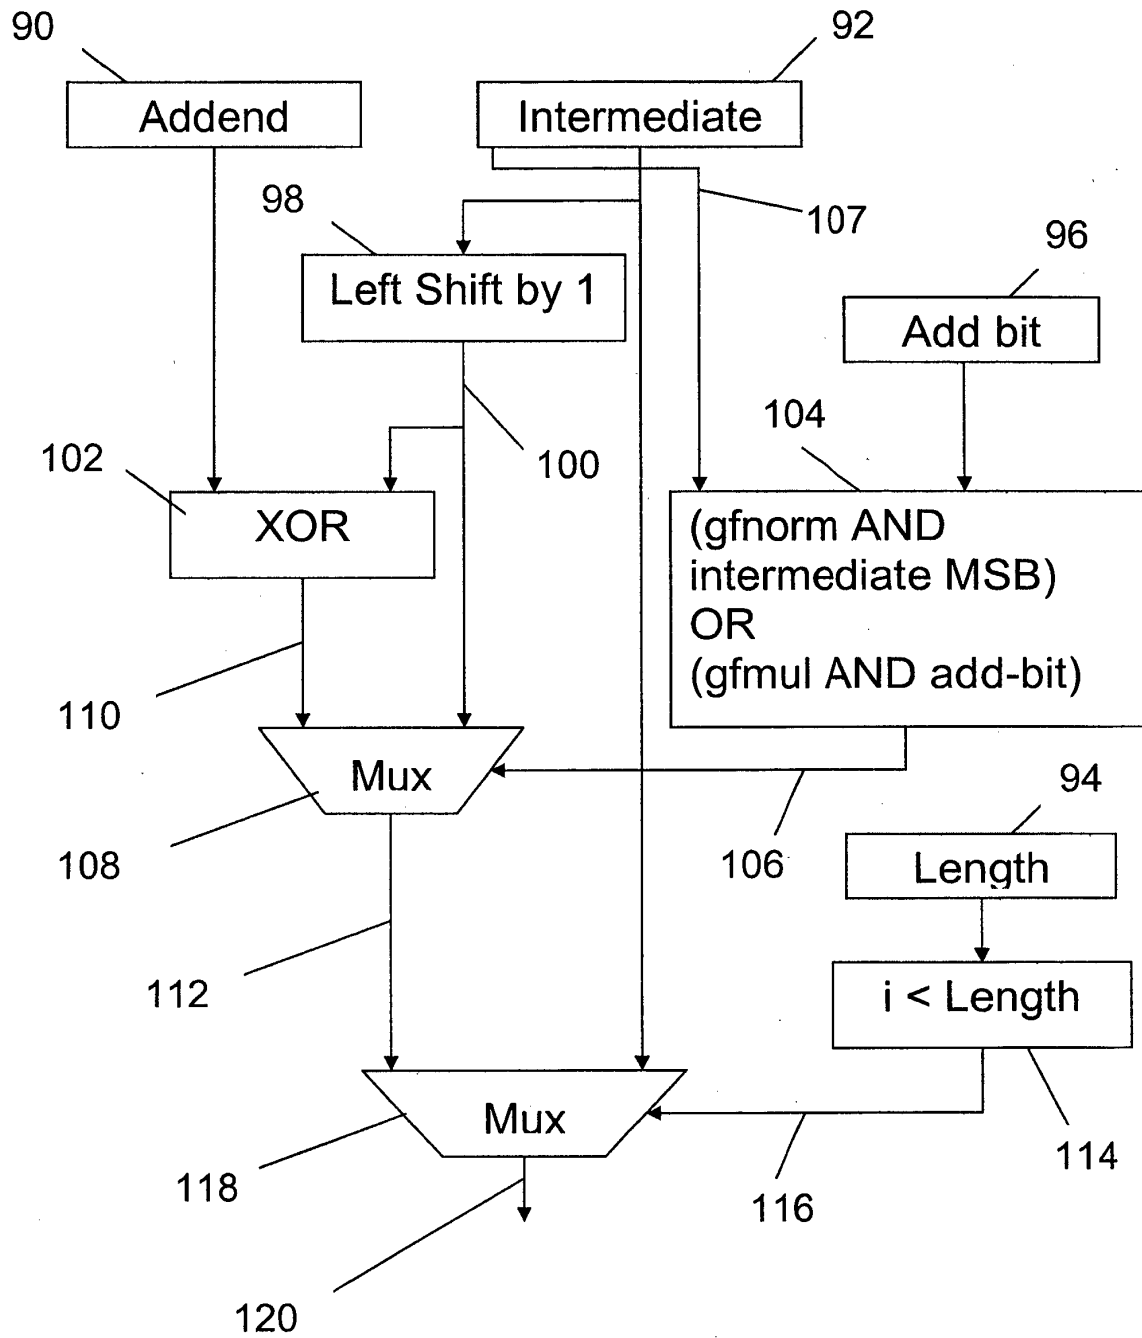 90
92
Addend
Intermediate
98
107
96
Left Shift by 1
Add bit
104
102
100
XOR
(gfnorm AND
intermediate MSB)
OR
(gfmul AND add-bit)
110
Mux
94
108
106
Length
112
i < Length
Mux
114
118
116
120